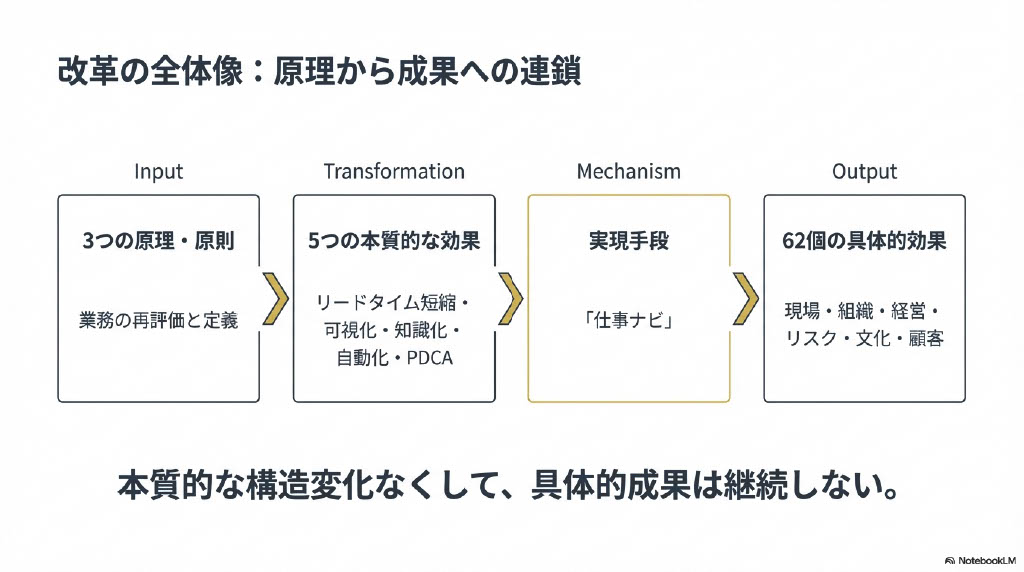 改革の全体像：原理から成果への連鎖
Input
3つの原理・原則
業務の再評価と定義
Transformation
5つの本質的な効果
リードタイム短縮・
可視化・知識化・
自動化・PDCA
Mechanism
実現手段
「仕事ナビ」
Output
62個の具体的効果
現場・組織・経営・
リスク・文化・顧客
本質的な構造変化なくして、具体的成果は継続しない。
NotebookLM